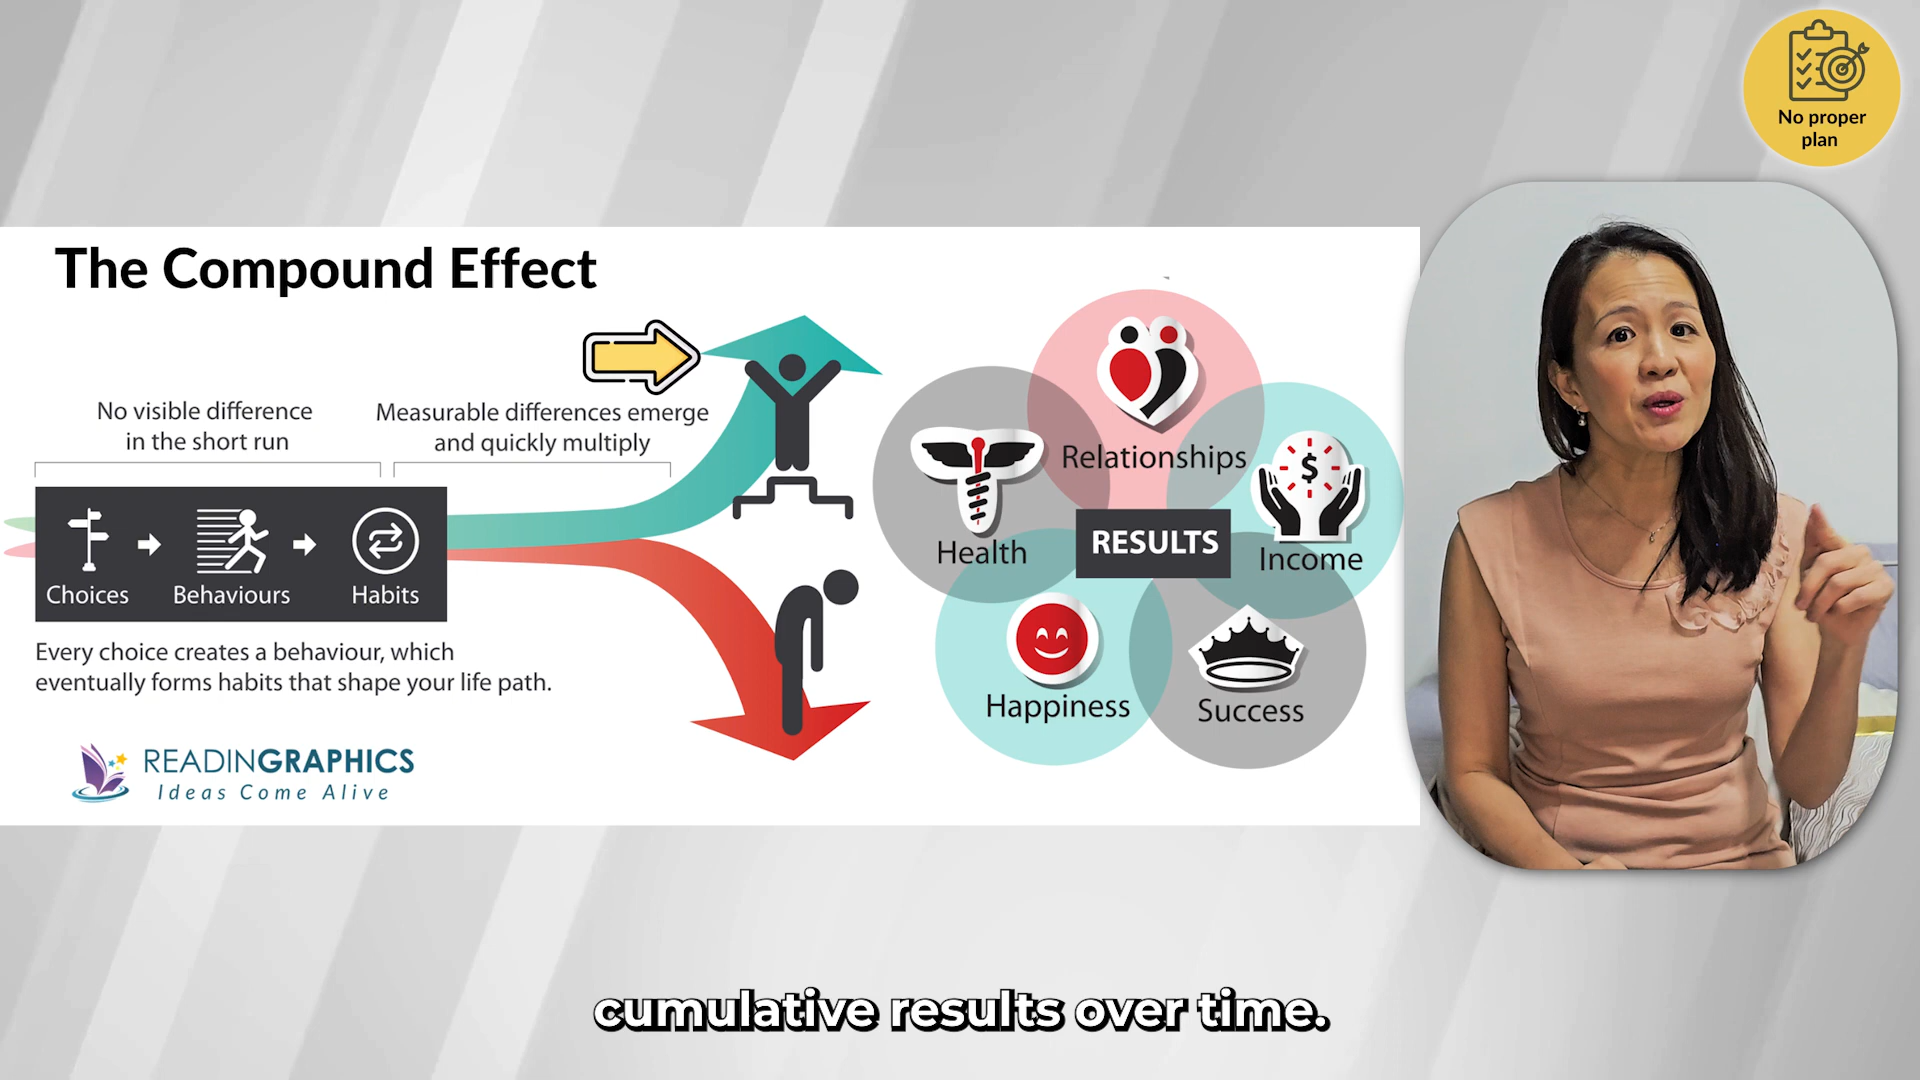 No proper
plan
The Compound Effect
No visible difference
in the short run
Measurable differences emerge
and quickly multiply
Choices
Behaviours
Habits
Every choice creates a behaviour, which
eventually forms habits that shape your life path.
READINGRAPHICS
Ideas Come Alive
Relationships
Health
RESULTS
$
Income
Happiness
Success
cumulative results over time.